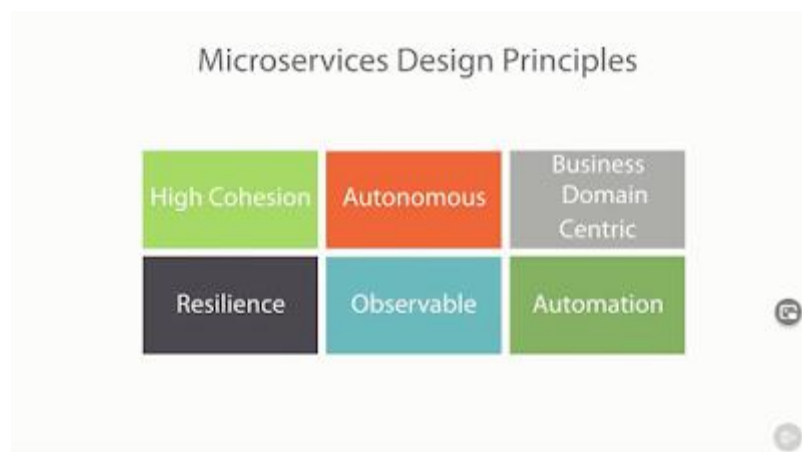 Microservices Design Principles
High Cohesion
Autonomous
Business
Domain
Centric
Resilience
Observable
Automation